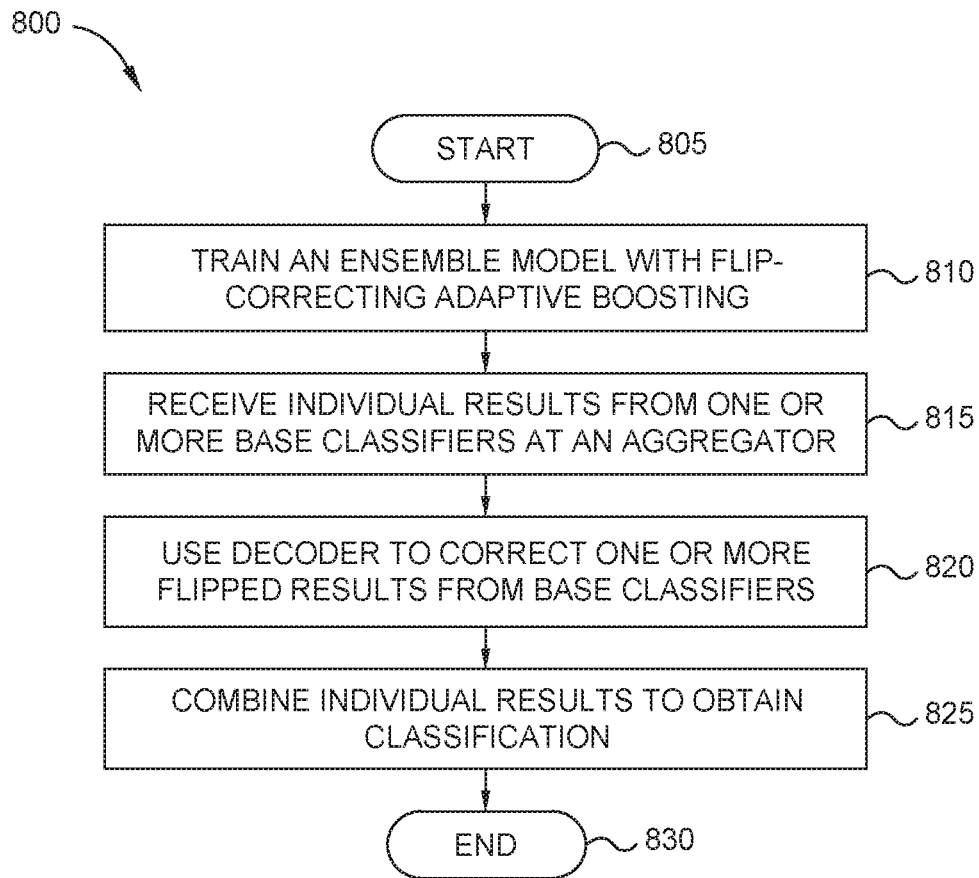 800
START
805
TRAIN AN ENSEMBLE MODEL WITH FLIP-
CORRECTING ADAPTIVE BOOSTING
810
RECEIVE INDIVIDUAL RESULTS FROM ONE OR
MORE BASE CLASSIFIERS AT AN AGGREGATOR
815
USE DECODER TO CORRECT ONE OR MORE
FLIPPED RESULTS FROM BASE CLASSIFIERS
820
COMBINE INDIVIDUAL RESULTS TO OBTAIN
CLASSIFICATION
825
END
830